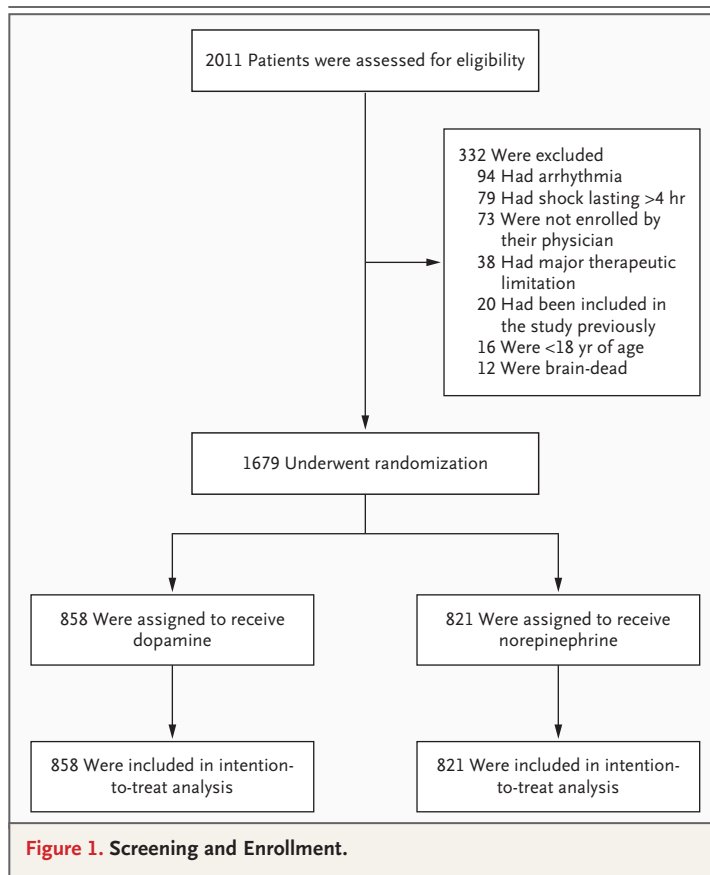 2011 Patients were assessed for eligibility
332 Were excluded
94 Had arrhythmia
79 Had shock lasting >4 hr
73 Were not enrolled by
their physician
38 Had major therapeutic
limitation
20 Had been included in
the study previously
16 Were <18 yr of age
12 Were brain-dead
1679 Underwent randomization
858 Were assigned to receive
dopamine
821 Were assigned to receive
norepinephrine
858 Were included in intention-
to-treat analysis
821 Were included in intention-
to-treat analysis
Figure 1. Screening and Enrollment.